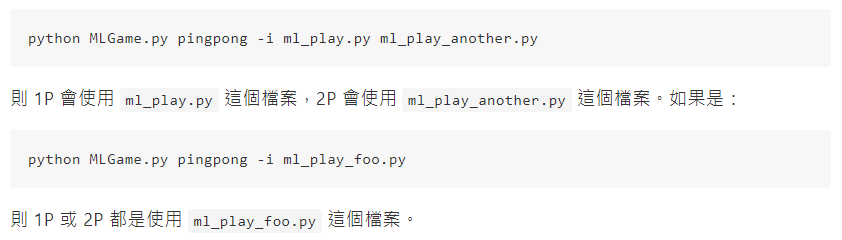 python MLGame.py pingpong -i ml_play.py ml_play_another.py
則 1P 會使用 ml_play.py 這個檔案，2P 會使用 ml_play_another.py 這個檔案。如果是：
python MLGame.py pingpong -i ml_play_foo.py
則 1P 或 2P 都是使用 ml_play_foo.py 這個檔案。